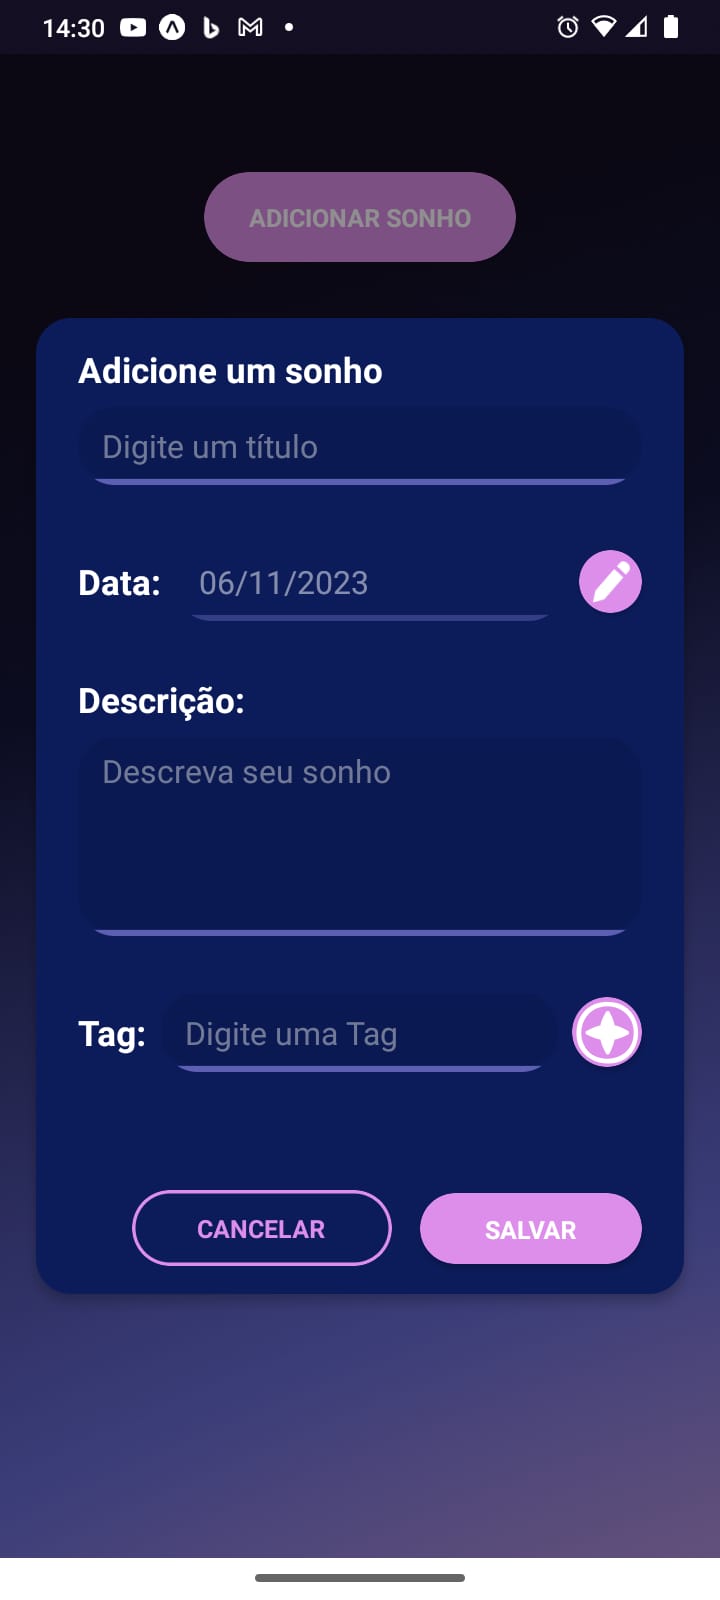 14:30
ADICIONAR SONHO
Adicione um sonho
Digite um título
Data: 06/11/2023
Descrição:
Descreva seu sonho
Tag: Digite uma Tag
CANCELAR SALVAR